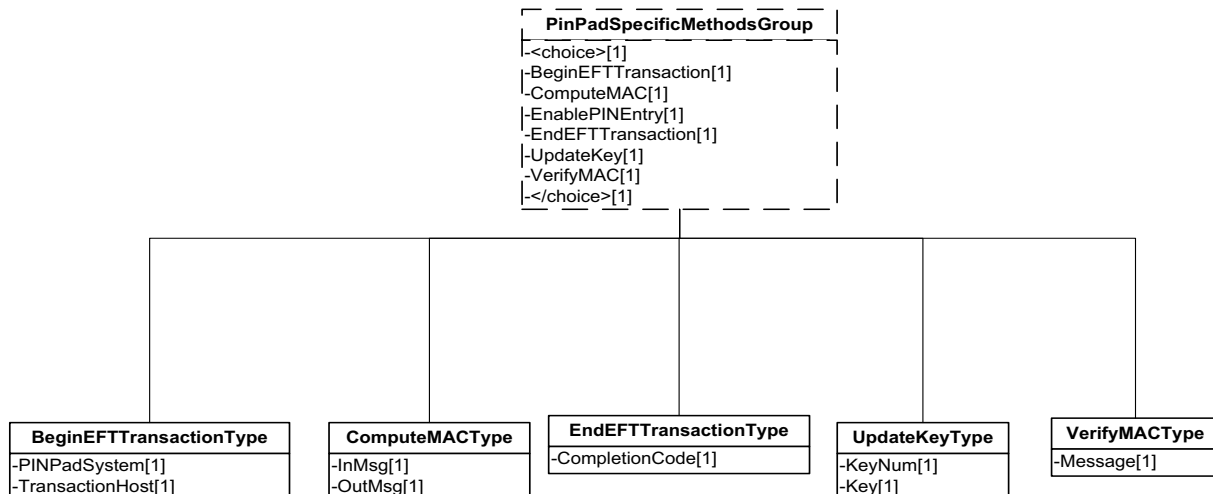 PinPadSpecificMethodsGroup
-<choice>[1]
-BeginEFTTransaction[1]
-ComputeMAC[1]
-EnablePINEntry[1]
-EndEFTTransaction[1]
-UpdateKey[1]
-VerifyMAC[1]
-</choice>[1]
BeginEFTTransactionType
-PINPadSystem[1]
-TransactionHost[1]
ComputeMACType
-InMsg[1]
-OutMsg[1]
EndEFTTransactionType
-CompletionCode[1]
UpdateKeyType
-KeyNum[1]
-Key[1]
VerifyMACType
-Message[1]